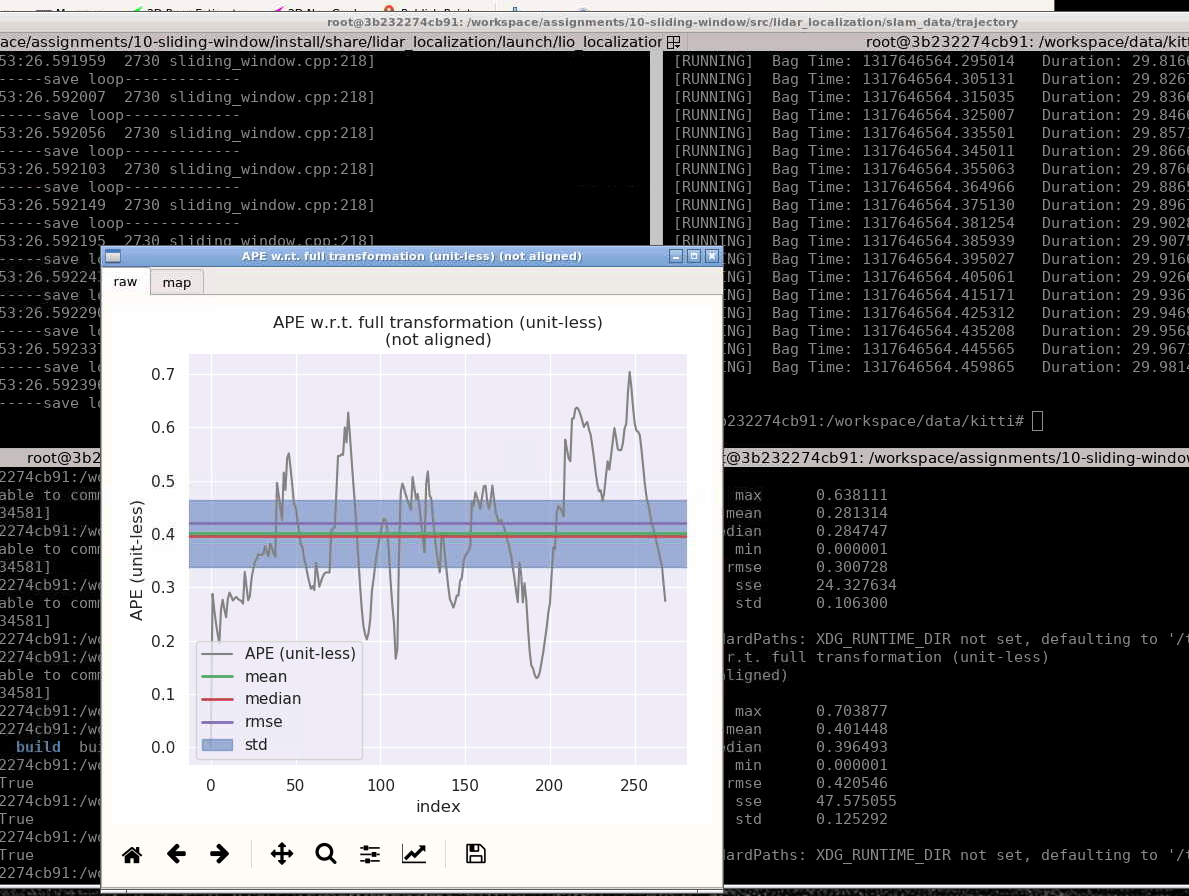 root@3b232274cb91: /workspace/assignments/10-sliding-window/src/lidar_localization/slam_data/trajectory
ace/assignments/10-sliding-window/install/share/lidar_localization/launch/lio_localization
53:26.591959  2730 sliding_window.cpp:218]
-----save loop-------------
53:26.592007  2730 sliding_window.cpp:218]
-----save loop-------------
53:26.592056  2730 sliding_window.cpp:218]
-----save loop-------------
53:26.592103  2730 sliding_window.cpp:218]
-----save loop-------------
53:26.592149  2730 sliding_window.cpp:218]
-----save loop-------------
53:26.592195  2730 sliding_window.cpp:218]
-----save lo
53:26.59224
-----save lo
53:26.59229
-----save lo
53:26.59233
-----save lo
53:26.592396
-----save lo
root@3b232274cb91: /workspace/data/kitt
[RUNNING]  Bag Time: 1317646564.295014   Duration: 29.816
[RUNNING]  Bag Time: 1317646564.305131   Duration: 29.826
[RUNNING]  Bag Time: 1317646564.315035   Duration: 29.836
[RUNNING]  Bag Time: 1317646564.325007   Duration: 29.846
[RUNNING]  Bag Time: 1317646564.335501   Duration: 29.857
[RUNNING]  Bag Time: 1317646564.345011   Duration: 29.866
[RUNNING]  Bag Time: 1317646564.355063   Duration: 29.876
[RUNNING]  Bag Time: 1317646564.364966   Duration: 29.886
[RUNNING]  Bag Time: 1317646564.375130   Duration: 29.896
[RUNNING]  Bag Time: 1317646564.381254   Duration: 29.902
[RUNNING]  Bag Time: 1317646564.385939   Duration: 29.907
NING]  Bag Time: 1317646564.395027   Duration: 29.916
NING]  Bag Time: 1317646564.405061   Duration: 29.926
NING]  Bag Time: 1317646564.415171   Duration: 29.936
NING]  Bag Time: 1317646564.425312   Duration: 29.946
NING]  Bag Time: 1317646564.435208   Duration: 29.956
NING]  Bag Time: 1317646564.445565   Duration: 29.967
NING]  Bag Time: 1317646564.459865   Duration: 29.981
b232274cb91:/workspace/data/kitti#
APE w.r.t. full transformation (unit-less) (not aligned)
raw
map
APE w.r.t. full transformation (unit-less)
(not aligned)
APE (unit-less)
0.7
0.6
0.5
0.4
0.3
0.2
0.1
0.0
APE (unit-less)
mean
median
rmse
std
0 50 100 150 200 250
index
root@3b2
2274cb91:/wo
able to comm
34581]
2274cb91:/wo
able to comm
34581]
2274cb91:/wo
able to comm
34581]
2274cb91:/wo
2274cb91:/wo
able to comm
34581]
2274cb91:/wo
2274cb91:/wo
build  bui
2274cb91:/wo
True
2274cb91:/wo
True
2274cb91:/wo
True
2274cb91:/wo
@3b232274cb91: /workspace/assignments/10-sliding-window
max      0.638111
mean      0.281314
dian      0.284747
min      0.000001
rmse      0.300728
sse      24.327634
std      0.106300
dardPaths: XDG_RUNTIME_DIR not set, defaulting to '/t
r.t. full transformation (unit-less)
ligned)
max      0.703877
mean      0.401448
dian      0.396493
min      0.000001
rmse      0.420546
sse      47.575055
std      0.125292
dardPaths: XDG_RUNTIME_DIR not set, defaulting to '/t